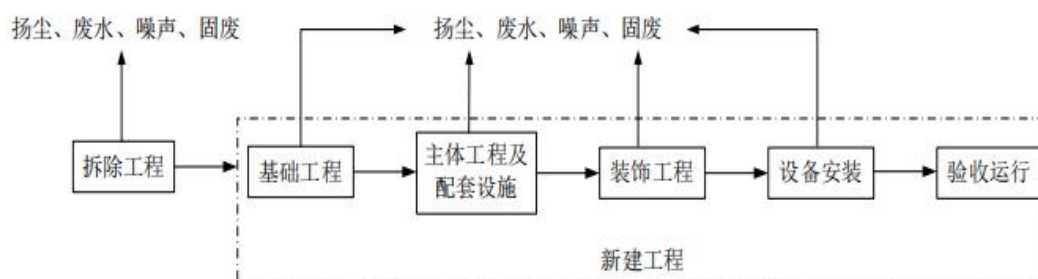 扬尘、废水、噪声、固废
扬尘、废水、噪声、固废
拆除工程
基础工程
主体工程及
配套设施
装饰工程
设备安装
验收运行
新建工程